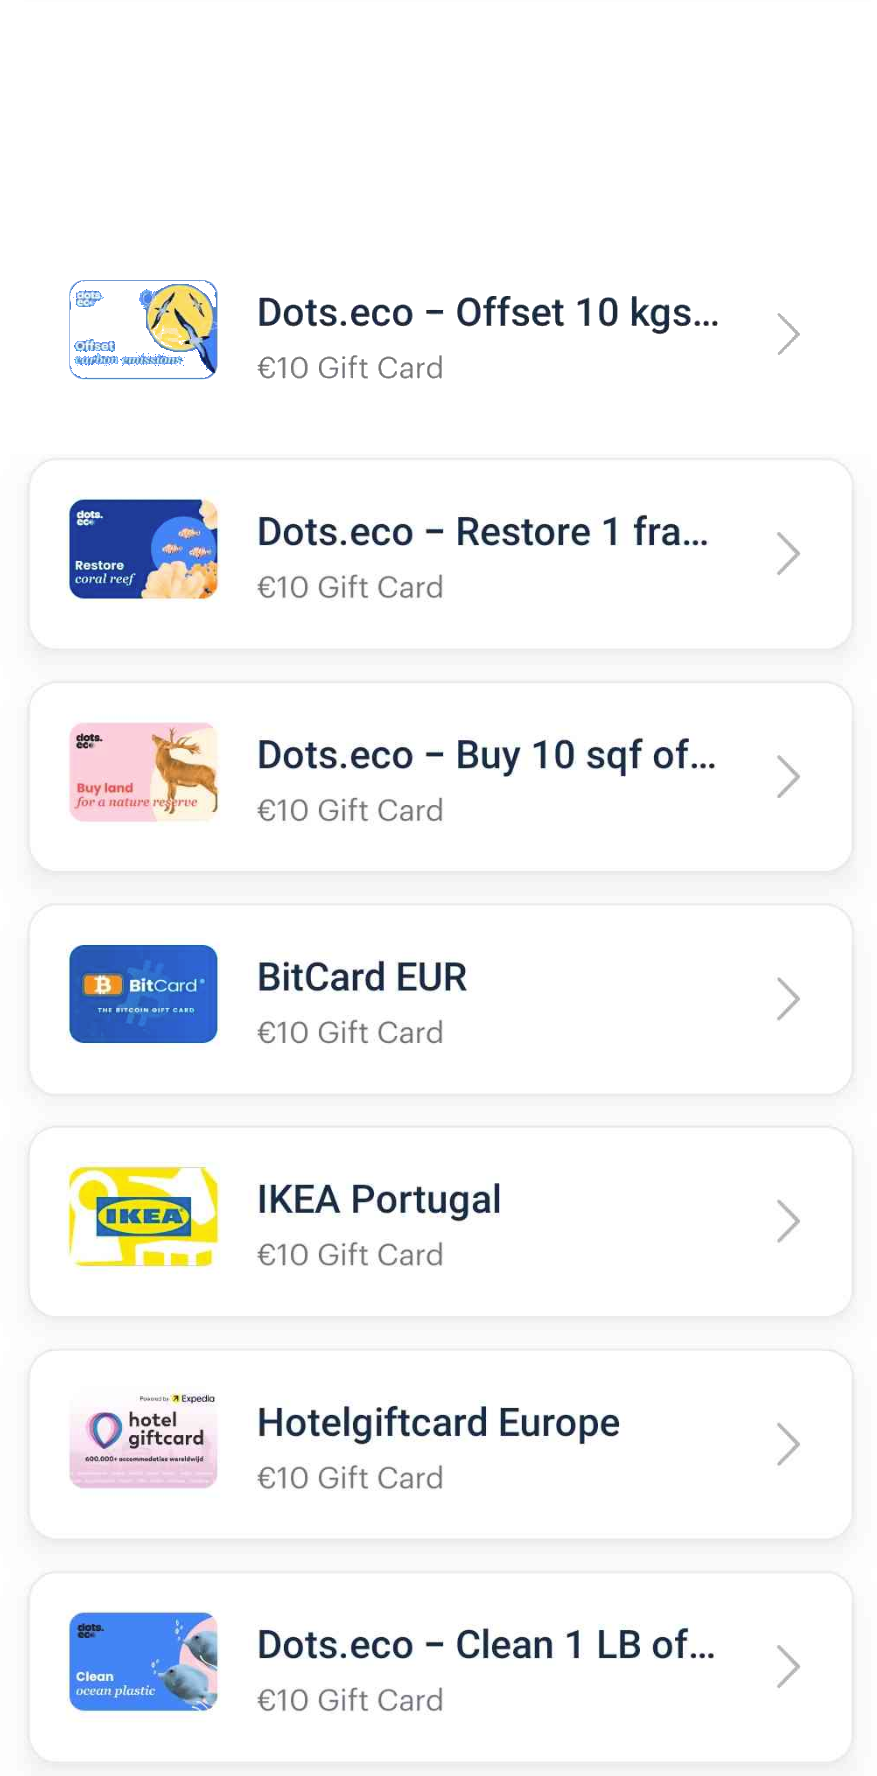 dots.
eco
Offset
carbon emissions
Dots.eco – Offset 10 kgs...
€10 Gift Card
dots.
eco
Restore
coral reef
Dots.eco – Restore 1 fra...
€10 Gift Card
dots.
eco
Buy land
for a nature reserve
Dots.eco – Buy 10 sqf of...
€10 Gift Card
BitCard®
THE BITCOIN GIFT CARD
BitCard EUR
€10 Gift Card
IKEA
IKEA Portugal
€10 Gift Card
Powered by Expedia
hotel
giftcard
600.000+ accommodaties wereldwijd
Hotelgiftcard Europe
€10 Gift Card
dots.
eco
Clean
ocean plastic
Dots.eco – Clean 1 LB of...
€10 Gift Card